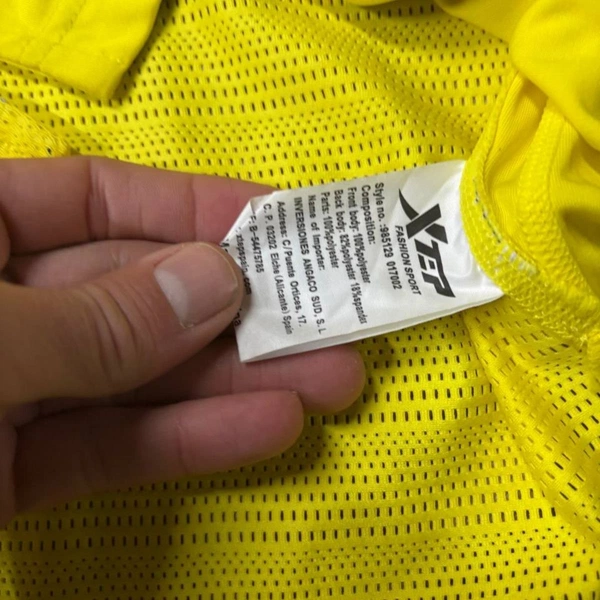 XTEP
FASHION SPORT
Style no.:985129 017002
Composition:
Front body: 100%polyester
Back body: 82%polyester 18%spandex
Parts: 100%polyester
Name of Importer:
INVERSIONES ANGACO SUD, S.L
Address: C/ Puente Ortices, 17.
C. P. 03202 Elche (Alicante) Spain
B-54475785